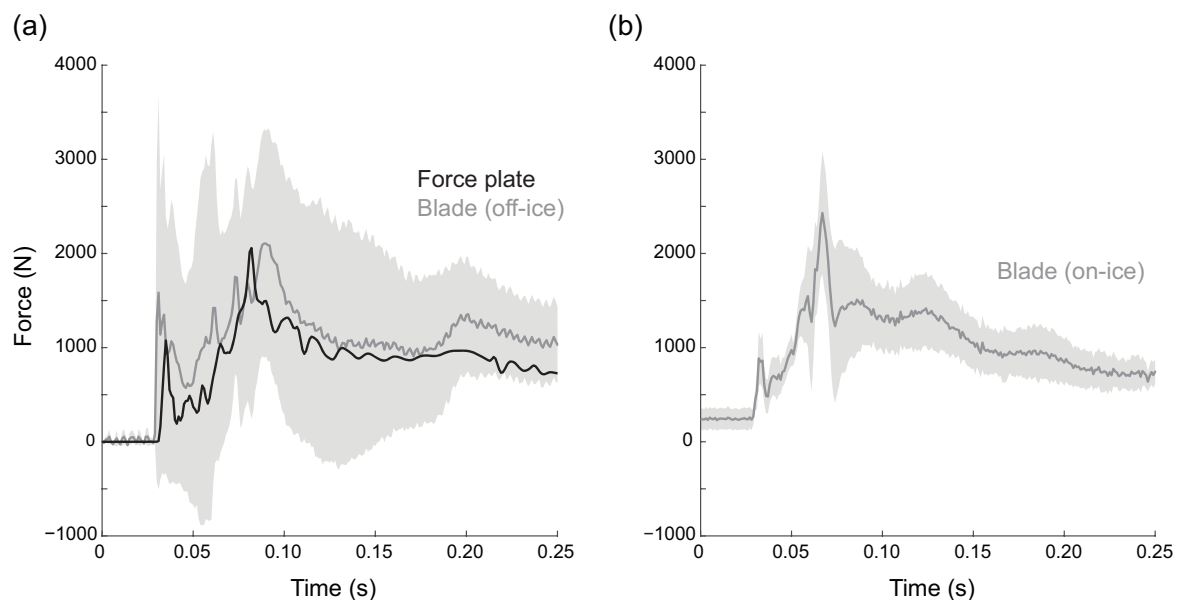 (a)
4000
3000
2000
1000
0
−1000
Force (N)
Force plate
Blade (off-ice)
0 0.05 0.10 0.15 0.20 0.25
Time (s)
(b)
4000
3000
2000
1000
0
−1000
Blade (on-ice)
0 0.05 0.10 0.15 0.20 0.25
Time (s)